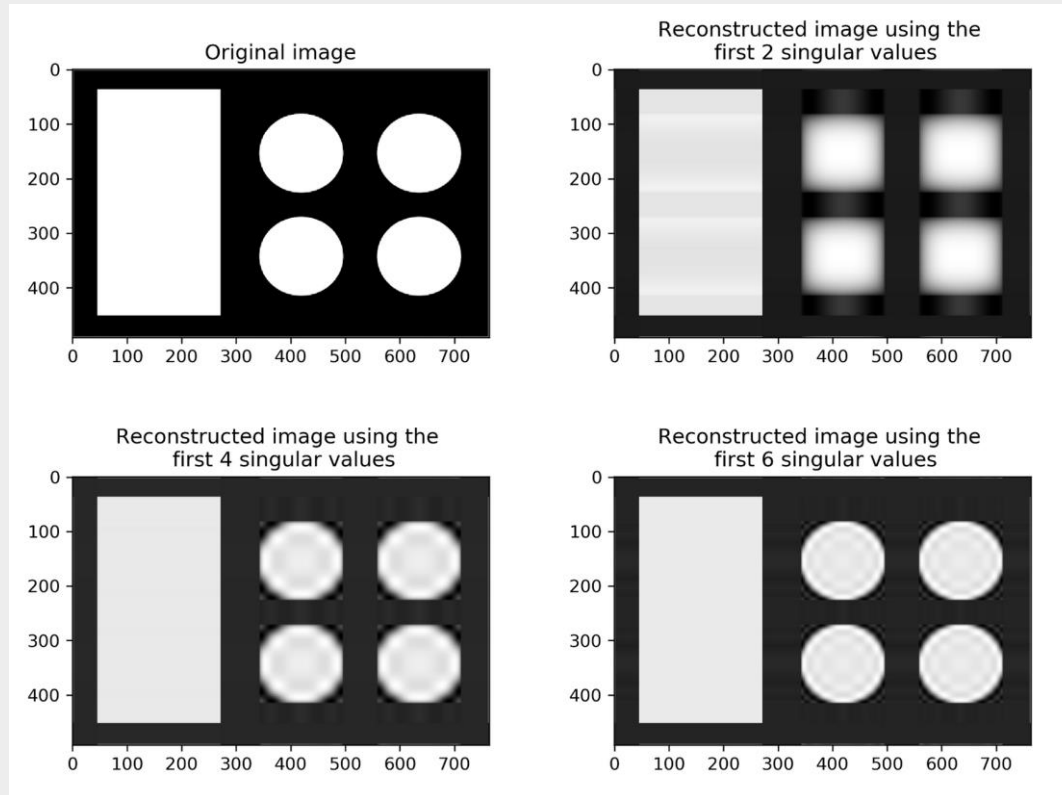 Original image
0
100
200
300
400
0 100 200 300 400 500 600 700
Reconstructed image using the
first 2 singular values
0
100
200
300
400
0 100 200 300 400 500 600 700
Reconstructed image using the
first 4 singular values
0
100
200
300
400
0 100 200 300 400 500 600 700
Reconstructed image using the
first 6 singular values
0
100
200
300
400
0 100 200 300 400 500 600 700